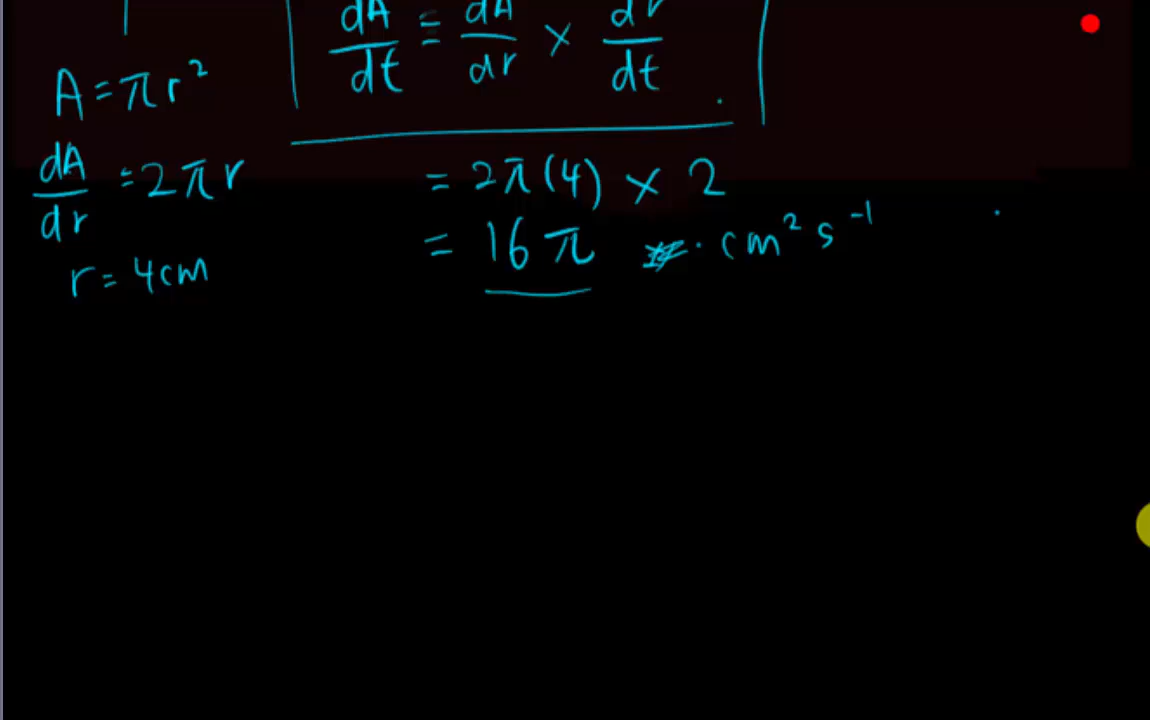 dA/dt = dA/dr × dr/dt
A = πr²
dA/dr = 2πr
= 2π(4) × 2
= 16π cm² s⁻¹
r = 4cm